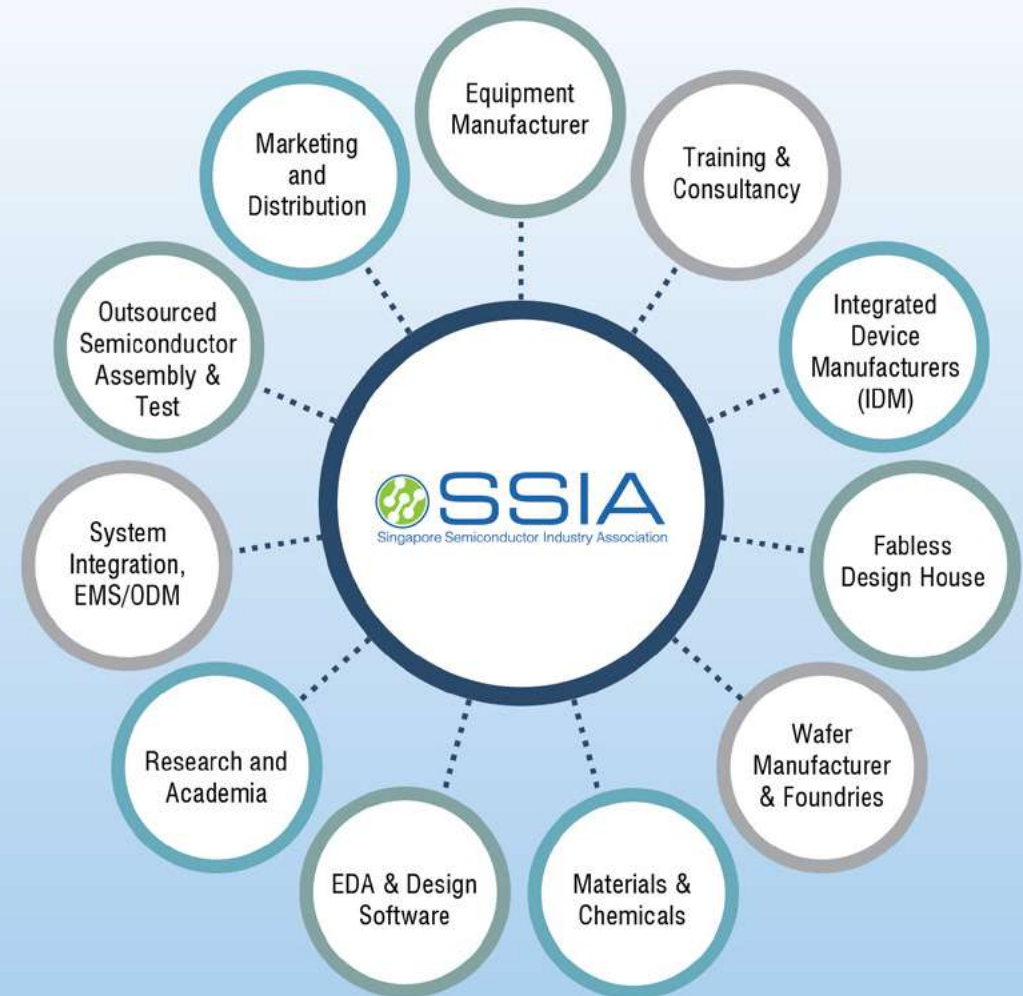 Equipment
Manufacturer
Training &
Consultancy
Integrated
Device
Manufacturers
(IDM)
Fabless
Design House
Wafer
Manufacturer
& Foundries
Materials &
Chemicals
EDA & Design
Software
Research and
Academia
System
Integration,
EMS/ODM
Outsourced
Semiconductor
Assembly &
Test
Marketing
and
Distribution
SSIA
Singapore Semiconductor Industry Association